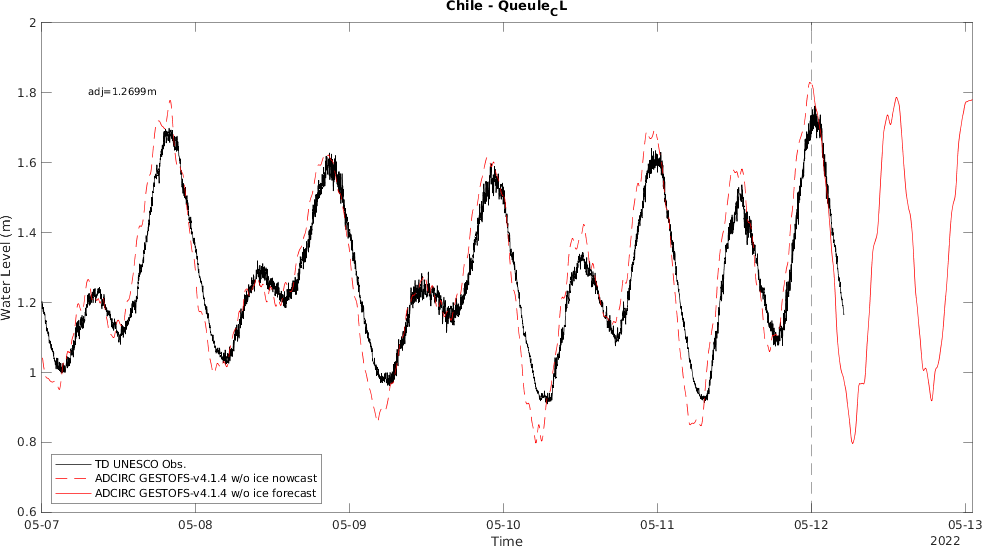 Chile - Queule_CL
adj=1.2699m
2
1.8
1.6
1.4
1.2
1
0.8
0.6
Water Level (m)
TD UNESCO Obs.
ADCIRC GESTOFS-v4.1.4 w/o ice nowcast
ADCIRC GESTOFS-v4.1.4 w/o ice forecast
05-07 05-08 05-09 05-10 05-11 05-12 05-13
Time
2022